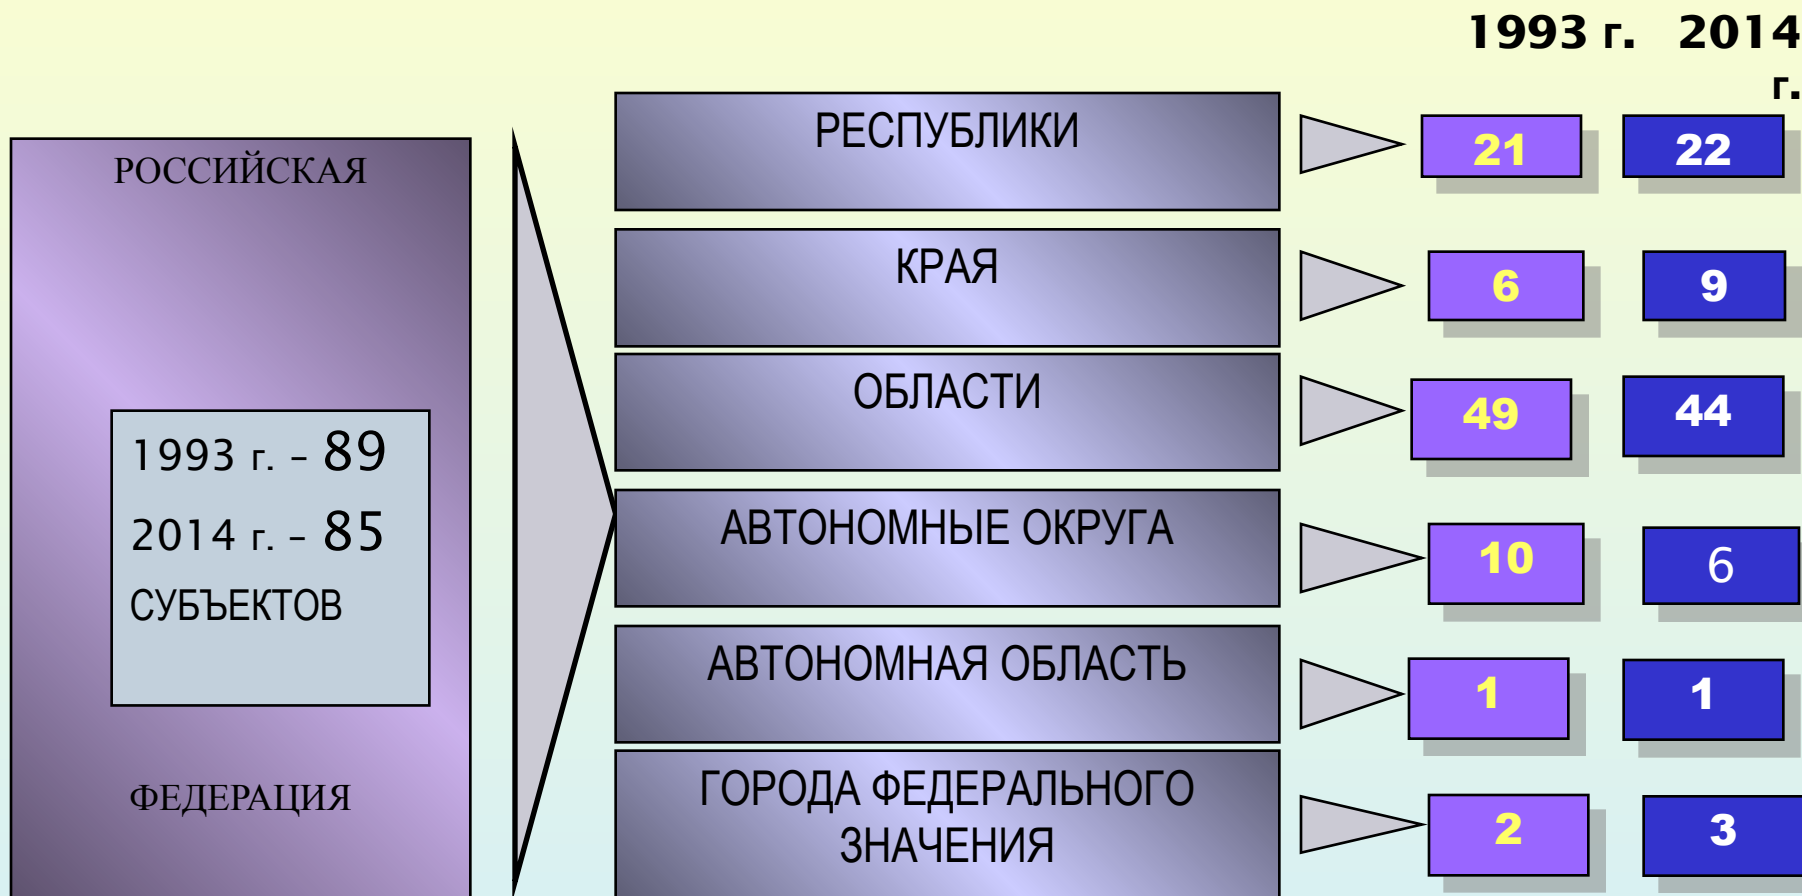 1993 г. 2014
г.
РОССИЙСКАЯ
1993 г. – 89
2014 г. – 85
СУБЪЕКТОВ
ФЕДЕРАЦИЯ
РЕСПУБЛИКИ
21 22
КРАЯ
6 9
ОБЛАСТИ
49 44
АВТОНОМНЫЕ ОКРУГА
10 6
АВТОНОМНАЯ ОБЛАСТЬ
1 1
ГОРОДА ФЕДЕРАЛЬНОГО
ЗНАЧЕНИЯ
2 3